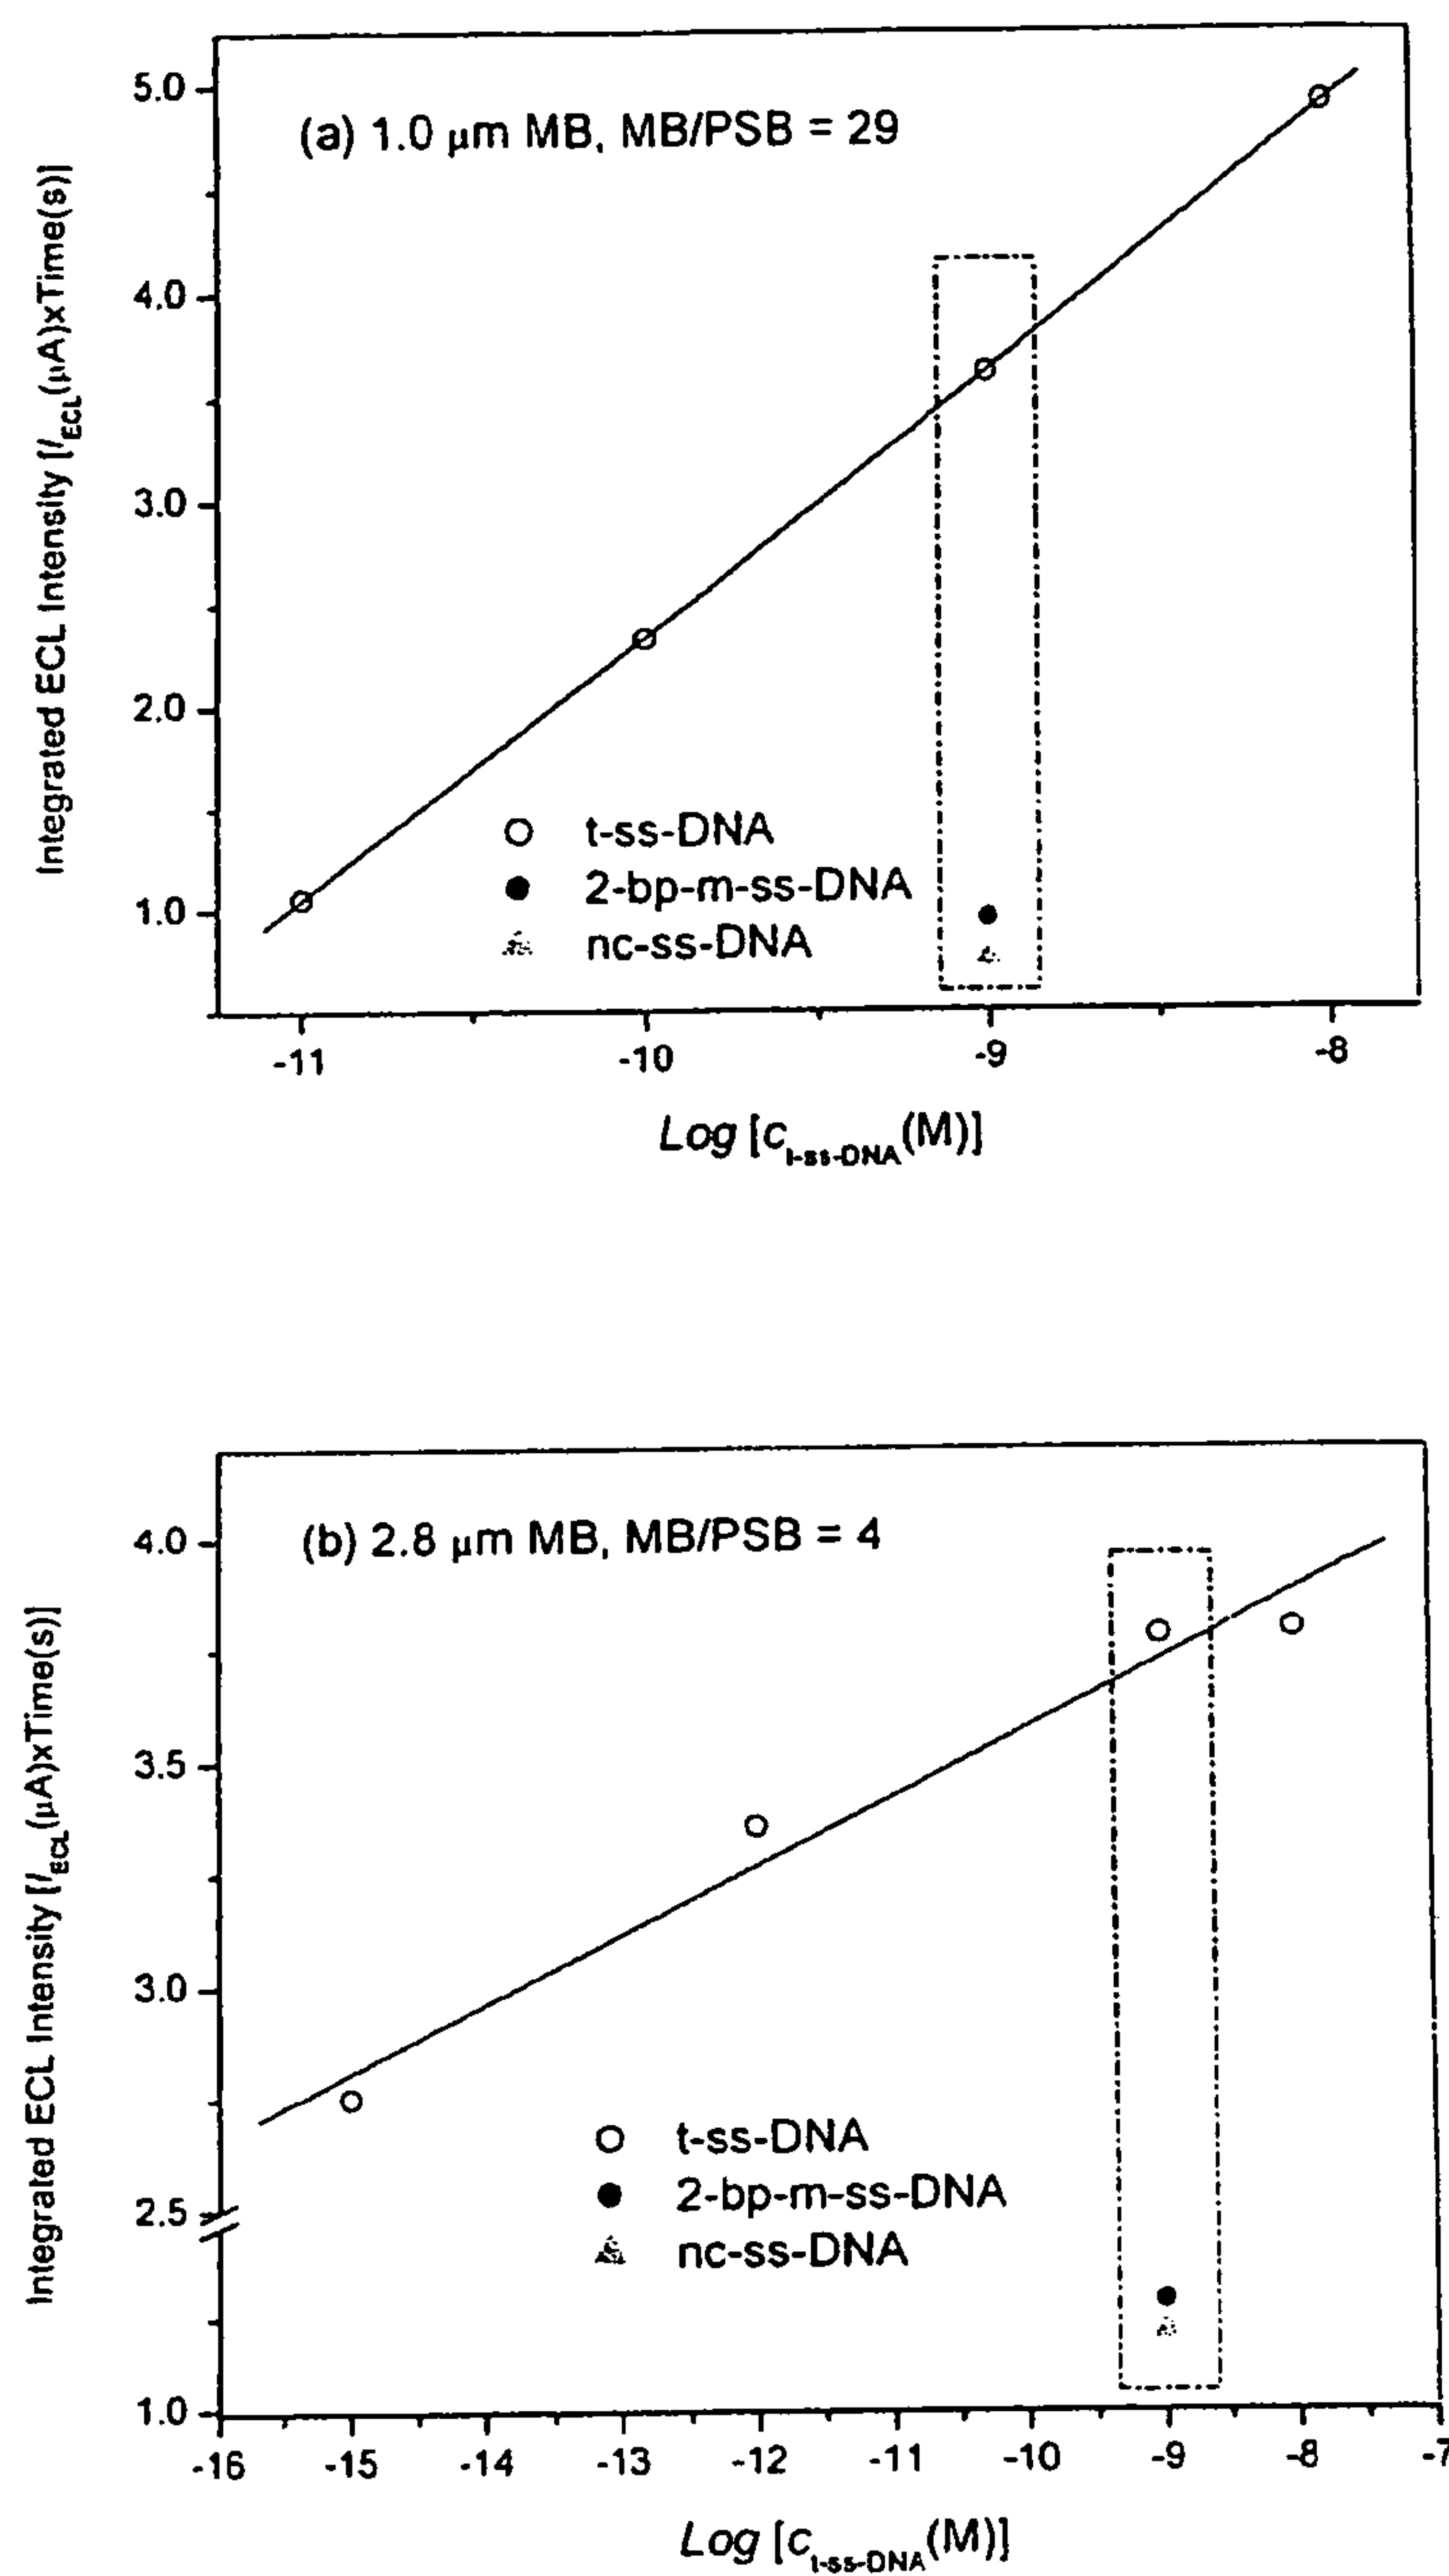 (a) 1.0 μm MB, MB/PSB = 29
Integrated ECL Intensity [I_ECL(μA)xTime(s)]
5.0
4.0
3.0
2.0
1.0
t-ss-DNA
2-bp-m-ss-DNA
nc-ss-DNA
-11 -10 -9 -8
Log [c_t-ss-DNA(M)]
(b) 2.8 μm MB, MB/PSB = 4
Integrated ECL Intensity [I_ECL(μA)xTime(s)]
4.0
3.5
3.0
2.5
1.0
t-ss-DNA
2-bp-m-ss-DNA
nc-ss-DNA
-16 -15 -14 -13 -12 -11 -10 -9 -8 -7
Log [c_t-ss-DNA(M)]